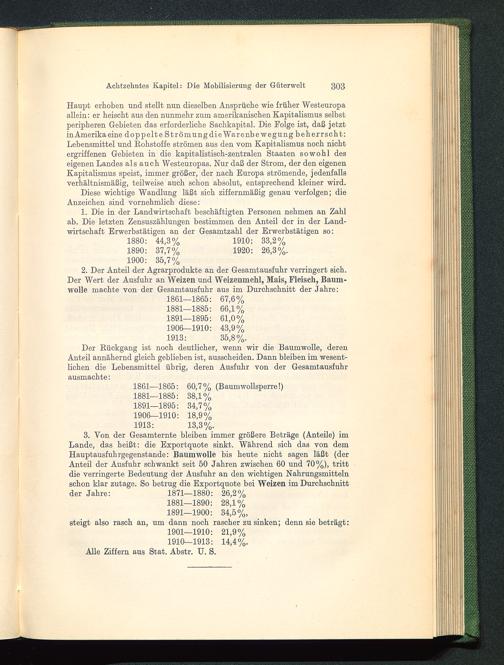 Achtzehntes Kapitel: Die Mobilisierung der Güterwelt 303
Haupt erhoben und stellt nun dieselben Ansprüche wie früher Westeuropa
allein: er heischt aus den nunmehr zum amerikanischen Kapitalismus selbst
peripheren Gebieten das erforderliche Sachkapital. Die Folge ist, daß jetzt
in Amerika eine doppelte Strömung die Warenbewegung beherrscht:
Lebensmittel und Rohstoffe strömen aus den vom Kapitalismus noch nicht
ergriffenen Gebieten in die kapitalistisch-zentralen Staaten sowohl des
eigenen Landes als auch Westeuropas. Nur daß der Strom, der den eigenen
Kapitalismus speist, immer größer, der nach Europa strömende, jedenfalls
verhältnismäßig, teilweise auch schon absolut, entsprechend kleiner wird.
Diese wichtige Wandlung läßt sich ziffernmäßig genau verfolgen; die
Anzeichen sind vornehmlich diese:
1. Die in der Landwirtschaft beschäftigten Personen nehmen an Zahl
ab. Die letzten Zensuszählungen bestimmen den Anteil der in der Land-
wirtschaft Erwerbstätigen an der Gesamtzahl der Erwerbstätigen so:
1880: 44,3% 1910: 33,2%
1890: 37,7% 1920: 26,3%.
1900: 35,7%
2. Der Anteil der Agrarprodukte an der Gesamtausfuhr verringert sich.
Der Wert der Ausfuhr an Weizen und Weizenmehl, Mais, Fleisch, Baum-
wolle machte von der Gesamtausfuhr aus im Durchschnitt der Jahre:
1861—1865: 67,6%
1881—1885: 66,1%
1891—1895: 61,0%
1906—1910: 43,9%
1913: 35,8%.
Der Rückgang ist noch deutlicher, wenn wir die Baumwolle, deren
Anteil annähernd gleich geblieben ist, ausscheiden. Dann bleiben im wesent-
lichen die Lebensmittel übrig, deren Ausfuhr von der Gesamtausfuhr
ausmachte:
1861—1865: 60,7% (Baumwollsperre!)
1881—1885: 38,1%
1891—1895: 34,7%
1906—1910: 18,9%
1913: 13,3%.
3. Von der Gesamternte bleiben immer größere Beträge (Anteile) im
Lande, das heißt: die Exportquote sinkt. Während sich das von dem
Hauptausfuhrgegenstande: Baumwolle bis heute nicht sagen läßt (der
Anteil der Ausfuhr schwankt seit 50 Jahren zwischen 60 und 70%), tritt
die verringerte Bedeutung der Ausfuhr an den wichtigen Nahrungsmitteln
schon klar zutage. So betrug die Exportquote bei Weizen im Durchschnitt
der Jahre: 1871—1880: 26,2%
1881—1890: 28,1%
1891—1900: 34,5%,
steigt also rasch an, um dann noch rascher zu sinken; denn sie beträgt:
1901—1910: 21,9%
1910—1913: 14,4%.
Alle Ziffern aus Stat. Abstr. U. S.